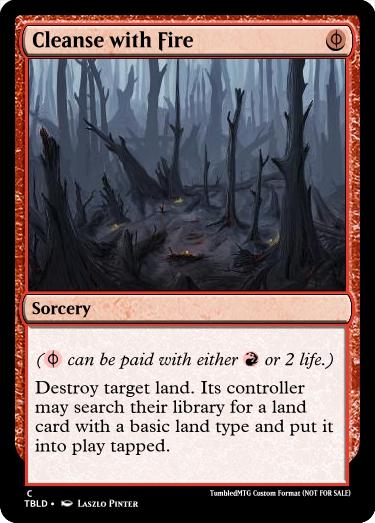 Cleanse with Fire
Sorcery
( can be paid with either or 2 life.)
Destroy target land. Its controller
may search their library for a land
card with a basic land type and put it
into play tapped.
C
TBLD • Laszlo Pinter
TumbledMTG Custom Format (NOT FOR SALE)